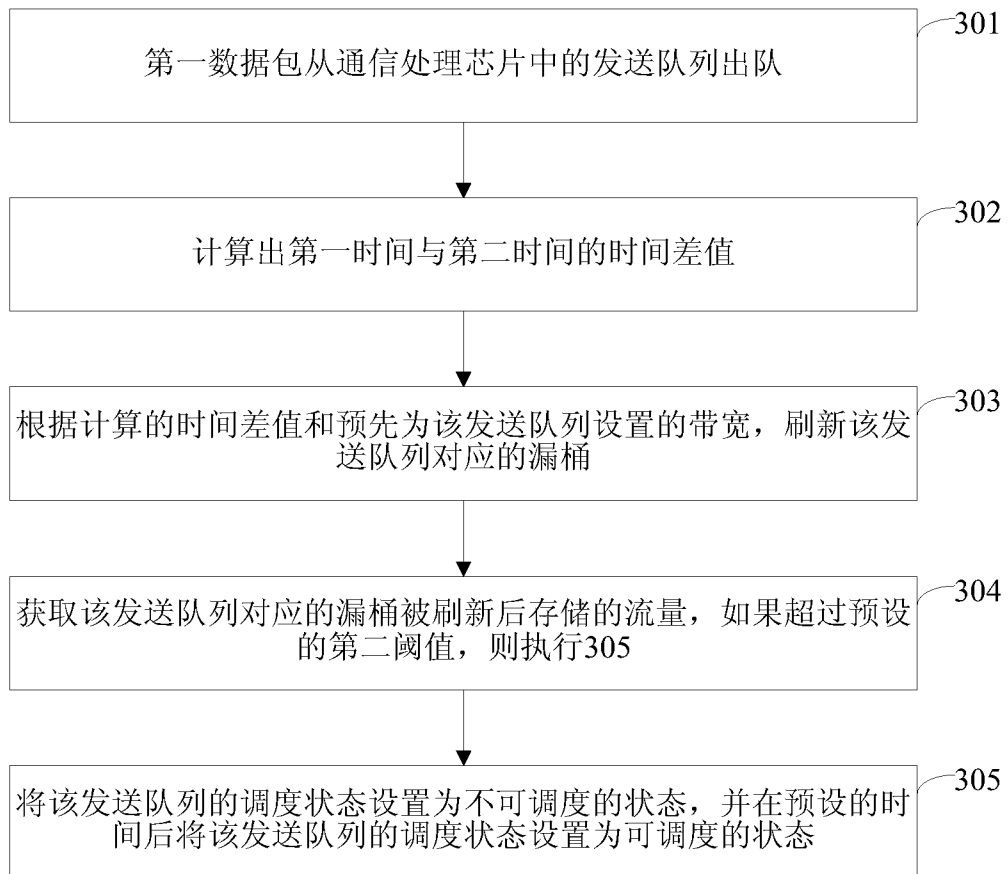 301
第一数据包从通信处理芯片中的发送队列出队
302
计算出第一时间与第二时间的时间差值
303
根据计算的时间差值和预先为该发送队列设置的带宽，刷新该发
送队列对应的漏桶
304
获取该发送队列对应的漏桶被刷新后存储的流量，如果超过预设
的第二阈值，则执行305
305
将该发送队列的调度状态设置为不可调度的状态，并在预设的时
间后将该发送队列的调度状态设置为可调度的状态